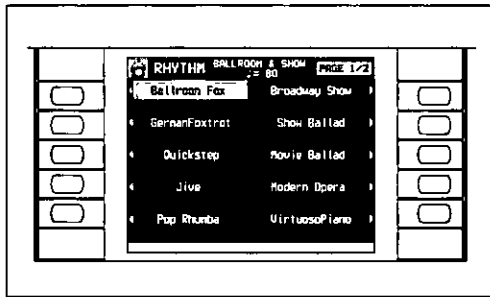 RHYTHM BALLROOM & SHOW PAGE 1/2
♩= 80
Ballroom Fox Broadway Show
GermanFoxtrot Show Ballad
Quickstep Movie Ballad
Jive Modern Opera
Pop Rhumba VirtuosoPiano